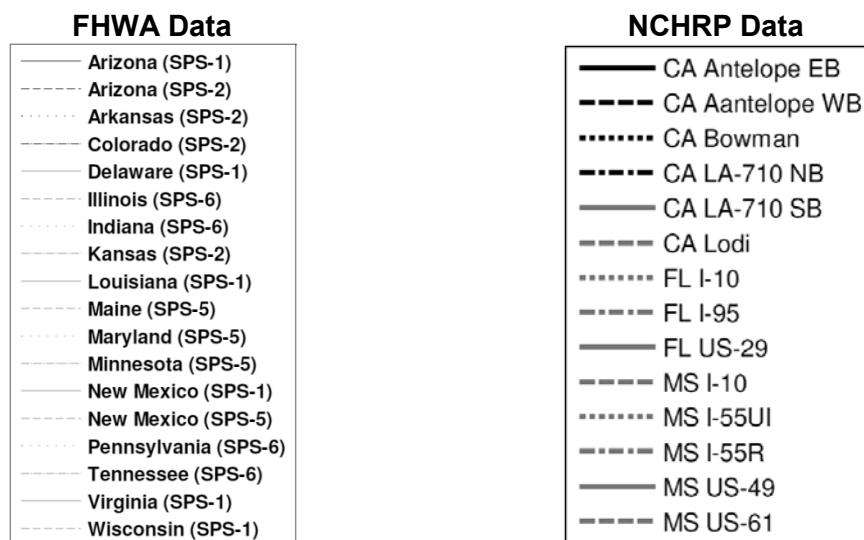 FHWA Data
Arizona (SPS-1)
Arizona (SPS-2)
Arkansas (SPS-2)
Colorado (SPS-2)
Delaware (SPS-1)
Illinois (SPS-6)
Indiana (SPS-6)
Kansas (SPS-2)
Louisiana (SPS-1)
Maine (SPS-5)
Maryland (SPS-5)
Minnesota (SPS-5)
New Mexico (SPS-1)
New Mexico (SPS-5)
Pennsylvania (SPS-6)
Tennessee (SPS-6)
Virginia (SPS-1)
Wisconsin (SPS-1)
NCHRP Data
CA Antelope EB
CA Aantelope WB
CA Bowman
CA LA-710 NB
CA LA-710 SB
CA Lodi
FL I-10
FL I-95
FL US-29
MS I-10
MS I-55UI
MS I-55R
MS US-49
MS US-61